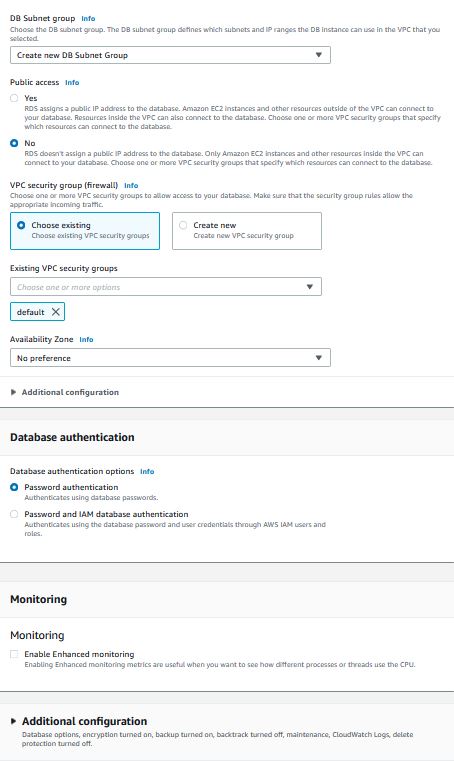 DB Subnet group Info
Choose the DB subnet group. The DB subnet group defines which subnets and IP ranges the DB instance can use in the VPC that you
selected.
Create new DB Subnet Group
Public access Info
Yes
RDS assigns a public IP address to the database. Amazon EC2 instances and other resources outside of the VPC can connect to
your database. Resources inside the VPC can also connect to the database. Choose one or more VPC security groups that specify
which resources can connect to the database.
No
RDS doesn't assign a public IP address to the database. Only Amazon EC2 instances and other resources inside the VPC can
connect to your database. Choose one or more VPC security groups that specify which resources can connect to the database.
VPC security group (firewall) Info
Choose one or more VPC security groups to allow access to your database. Make sure that the security group rules allow the
appropriate incoming traffic.
Choose existing
Choose existing VPC security groups
Create new
Create new VPC security group
Existing VPC security groups
Choose one or more options
default
Availability Zone Info
No preference
Additional configuration
Database authentication
Database authentication options Info
Password authentication
Authenticates using database passwords.
Password and IAM database authentication
Authenticates using the database password and user credentials through AWS IAM users and
roles.
Monitoring
Monitoring
Enable Enhanced monitoring
Enabling Enhanced monitoring metrics are useful when you want to see how different processes or threads use the CPU.
Additional configuration
Database options, encryption turned on, backup turned on, backtrack turned off, maintenance, CloudWatch Logs, delete
protection turned off.